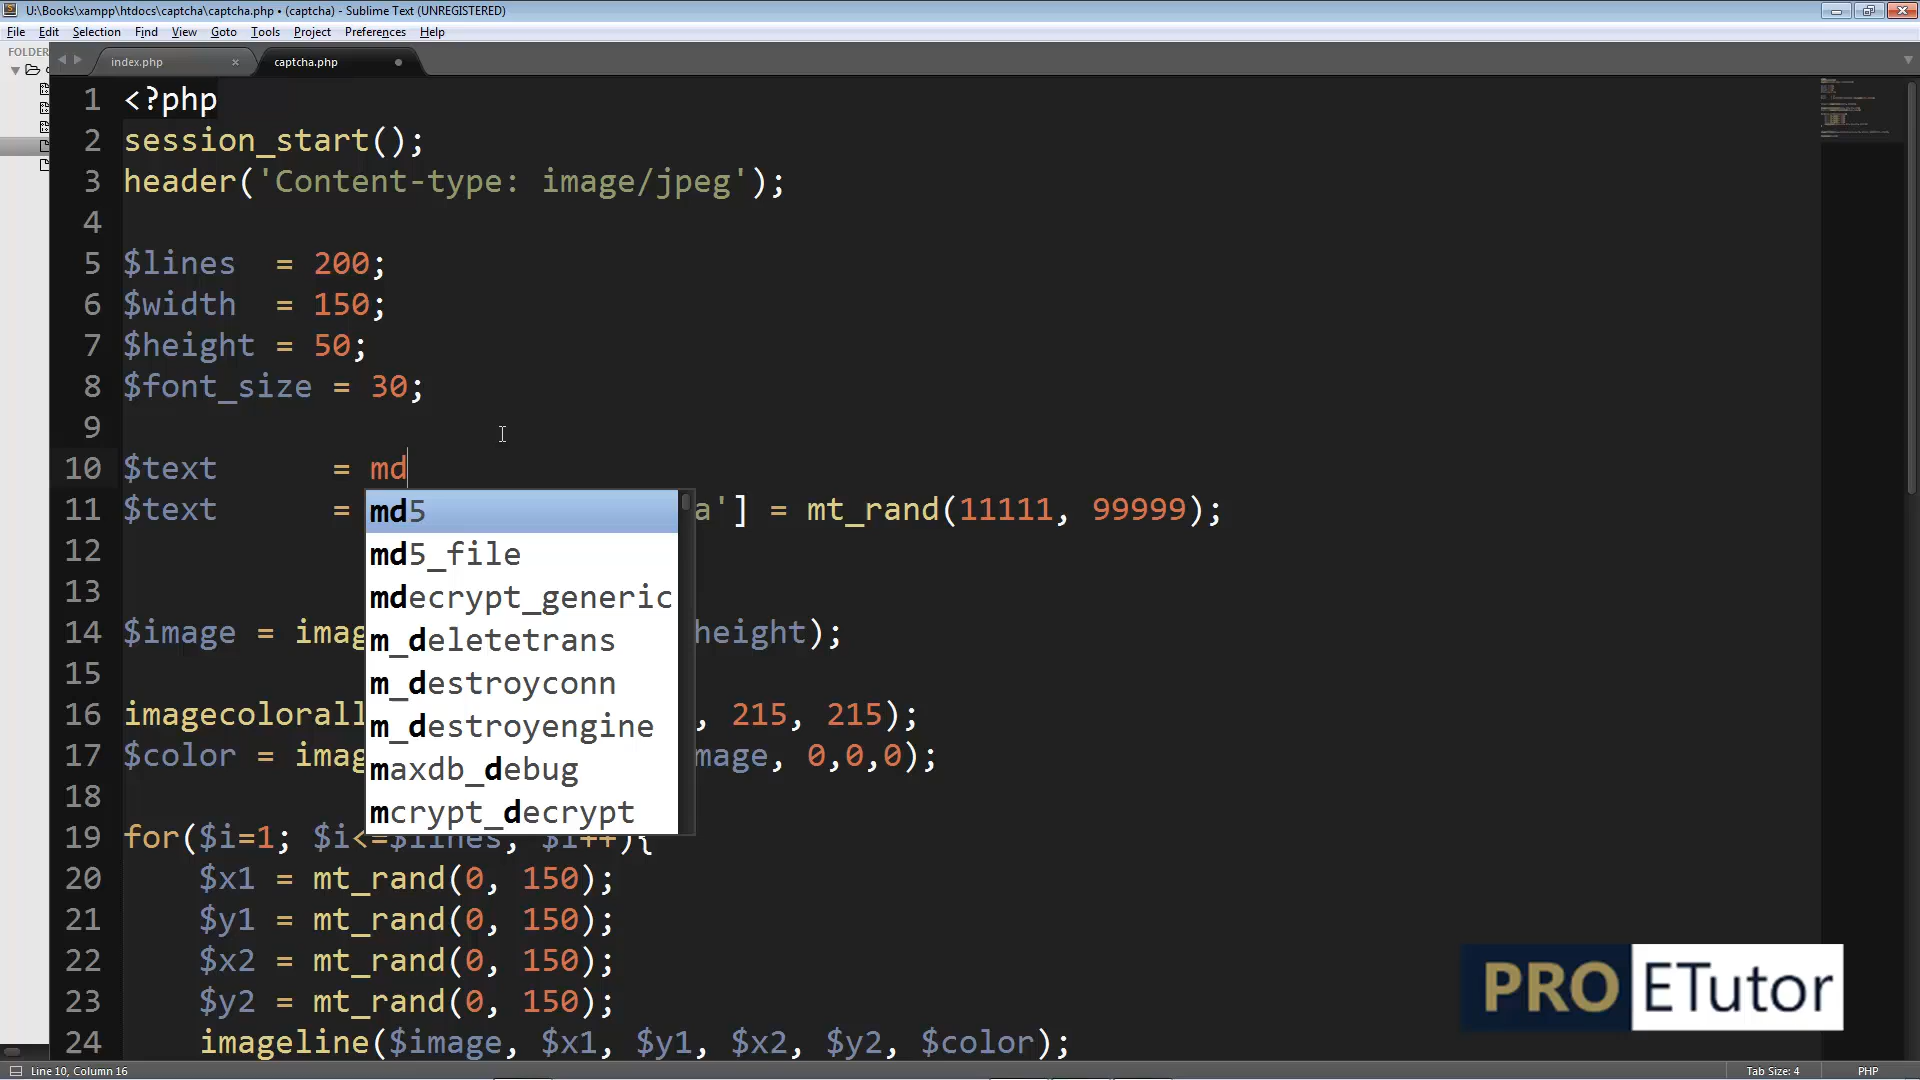 U:\Books\xampp\htdocs\captcha\captcha.php • (captcha) - Sublime Text (UNREGISTERED)
File Edit Selection Find View Goto Tools Project Preferences Help
FOLDER
index.php × captcha.php
1 <?php
2 session_start();
3 header('Content-type: image/jpeg');
4
5 $lines  = 200;
6 $width  = 150;
7 $height = 50;
8 $font_size = 30;
9
10 $text      = md
md5
11 $text      = a'] = mt_rand(11111, 99999);
md5_file
12
mdecrypt_generic
13
14 $image = imag height);
m_deletetrans
15
m_destroyconn
16 imagecolorall , 215, 215);
m_destroyengine
17 $color = imag mage, 0,0,0);
maxdb_debug
18
mcrypt_decrypt
19 for($i=1; $i<=$lines, $i++){
20 $x1 = mt_rand(0, 150);
21 $y1 = mt_rand(0, 150);
22 $x2 = mt_rand(0, 150);
23 $y2 = mt_rand(0, 150);
24 imageline($image, $x1, $y1, $x2, $y2, $color);
PRO ETutor
Line 10, Column 16 Tab Size: 4 PHP